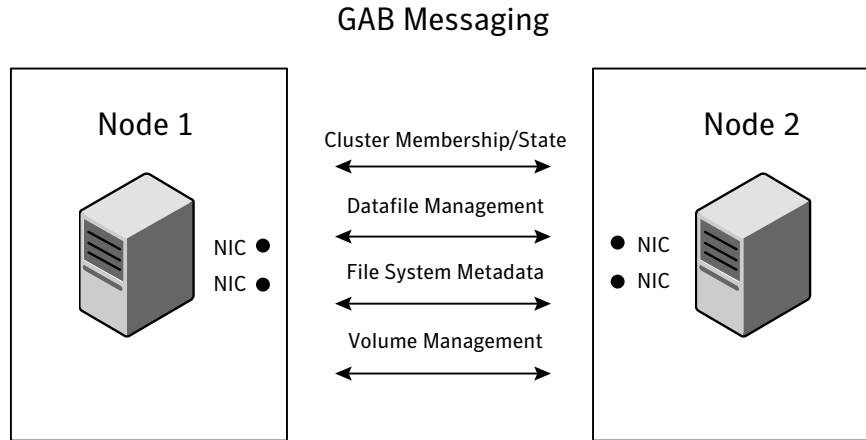 GAB Messaging
Node 1
NIC
NIC
Cluster Membership/State
Datafile Management
File System Metadata
Volume Management
Node 2
NIC
NIC